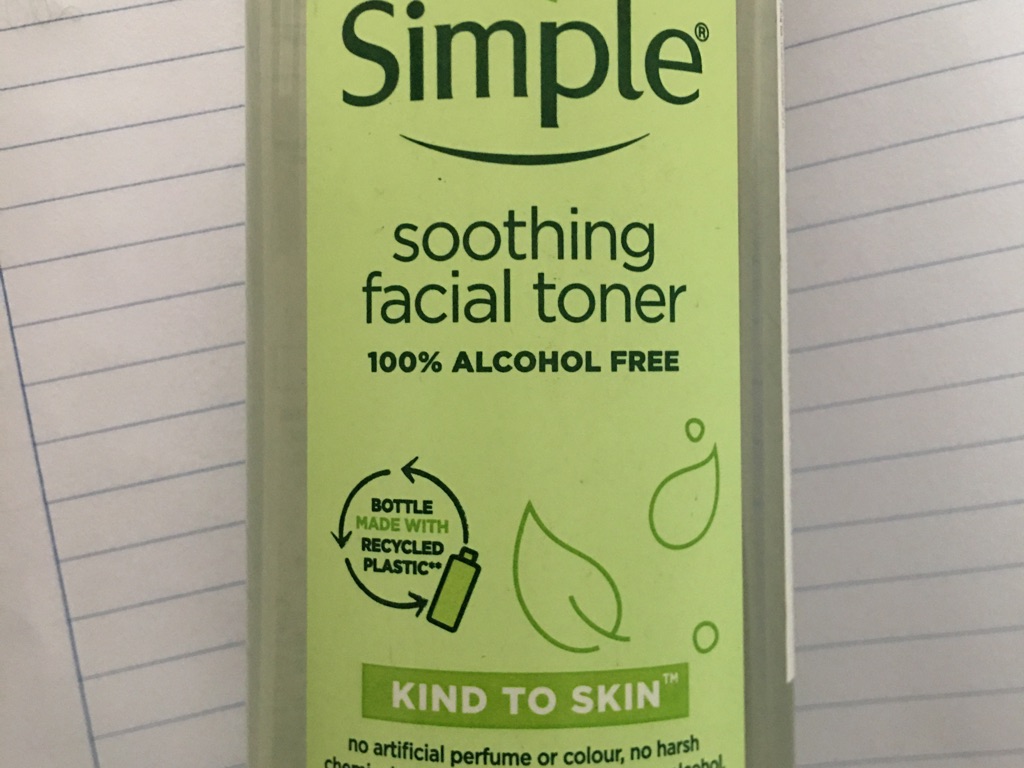 Simple®
soothing
facial toner
100% ALCOHOL FREE
BOTTLE
MADE WITH
RECYCLED
PLASTIC**
KIND TO SKIN™
no artificial perfume or colour, no harsh